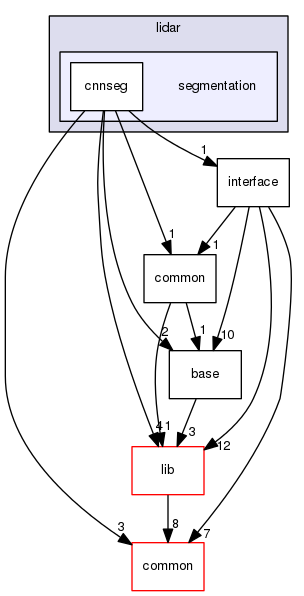 lidar
cnnseg
segmentation
1
interface
1
1
common
2
1
10
base
4
1
3
12
lib
8
3
7
common